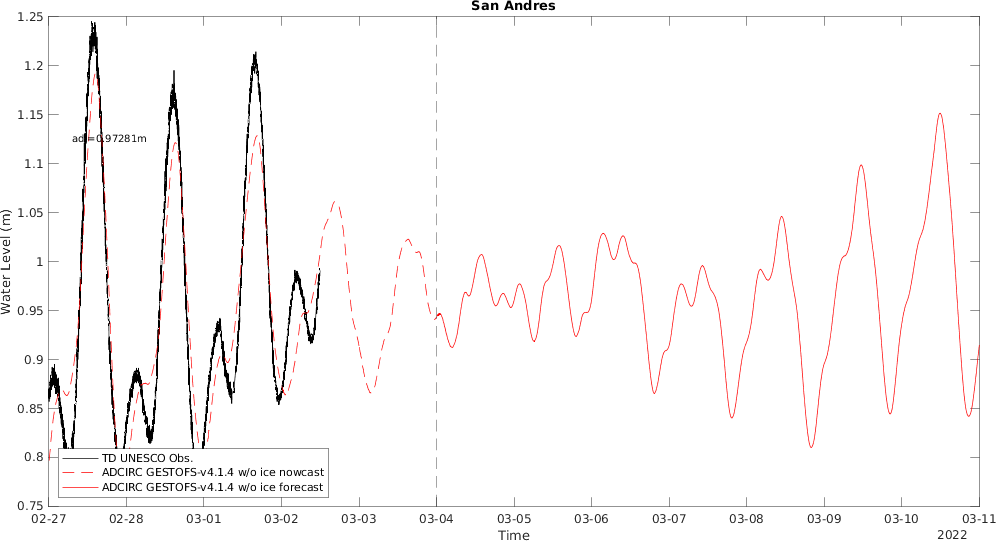 San Andres
1.25
1.2
1.15
1.1
1.05
1
0.95
0.9
0.85
0.8
0.75
Water Level (m)
ad =0.97281m
TD UNESCO Obs.
ADCIRC GESTOFS-v4.1.4 w/o ice nowcast
ADCIRC GESTOFS-v4.1.4 w/o ice forecast
02-27 02-28 03-01 03-02 03-03 03-04 03-05 03-06 03-07 03-08 03-09 03-10 03-11
Time
2022